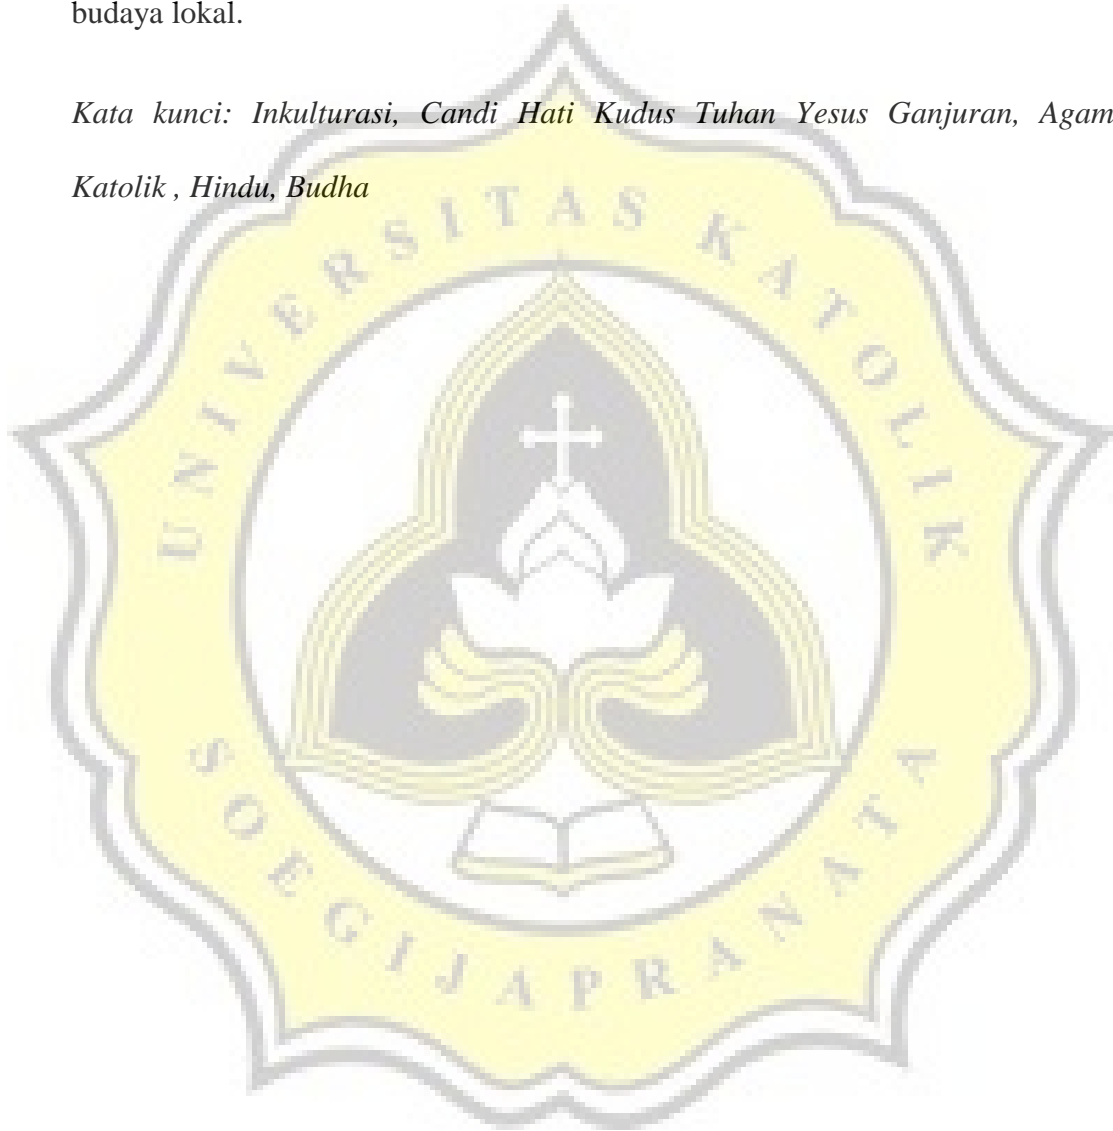 budaya lokal.
Kata kunci: Inkulturasi, Candi Hati Kudus Tuhan Yesus Ganjuran, Agam
Katolik , Hindu, Budha
UNIVERSITAS KATOLIK
SOEGIJAPRANATA